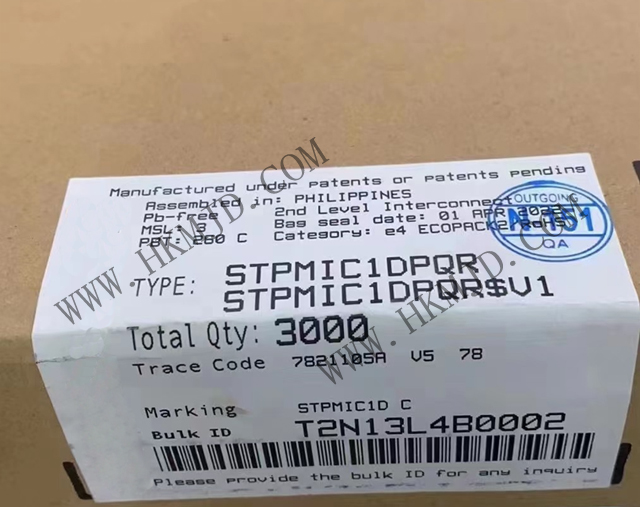 Manufactured under patents or patents pending
Assembled in: PHILIPPINES
Pb-free 2nd Level Interconnect
MSL: 3 Bag seal date: 01 APR
PBT: 260 C Category: e4 ECOPACK2
OUTGOING
151
QA
TYPE: STPMIC1DPQR
STPMIC1DPQR$V1
Total Qty: 3000
Trace Code 7821105A V5 78
Marking STPMIC1D C
Bulk ID T2N13L4B0002
Please provide the bulk ID for any inquiry
WWW.HKMJD.COM
WWW.HKMJD.COM